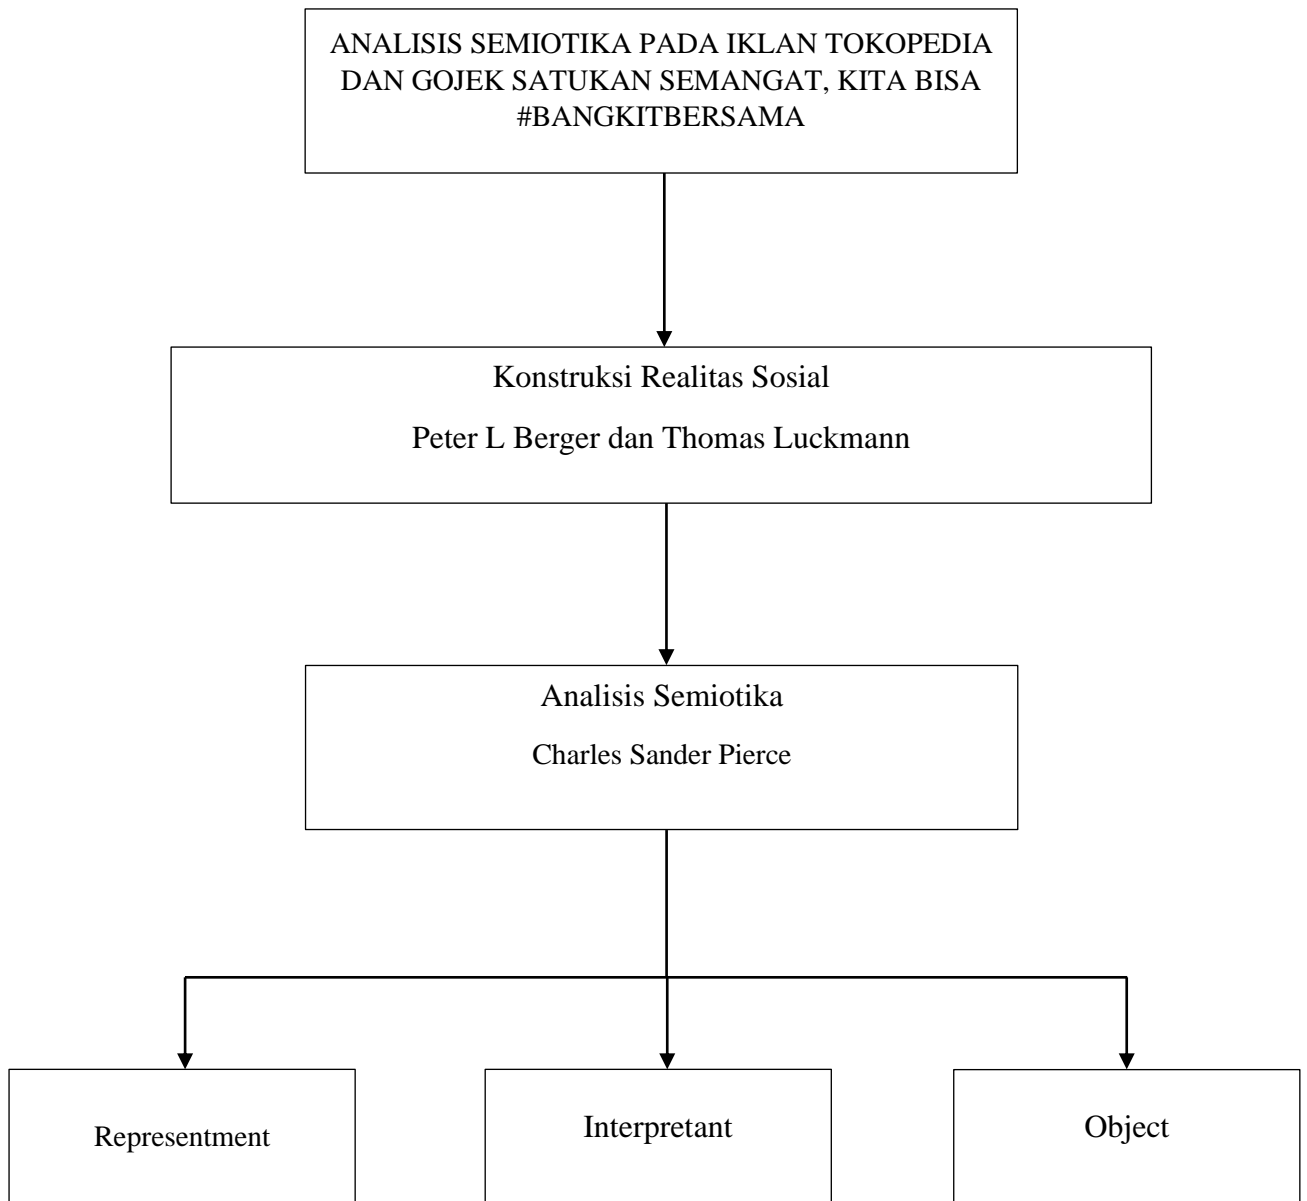 ANALISIS SEMIOTIKA PADA IKLAN TOKOPEDIA
DAN GOJEK SATUKAN SEMANGAT, KITA BISA
#BANGKITBERSAMA
Konstruksi Realitas Sosial
Peter L Berger dan Thomas Luckmann
Analisis Semiotika
Charles Sander Pierce
Representment
Interpretant
Object